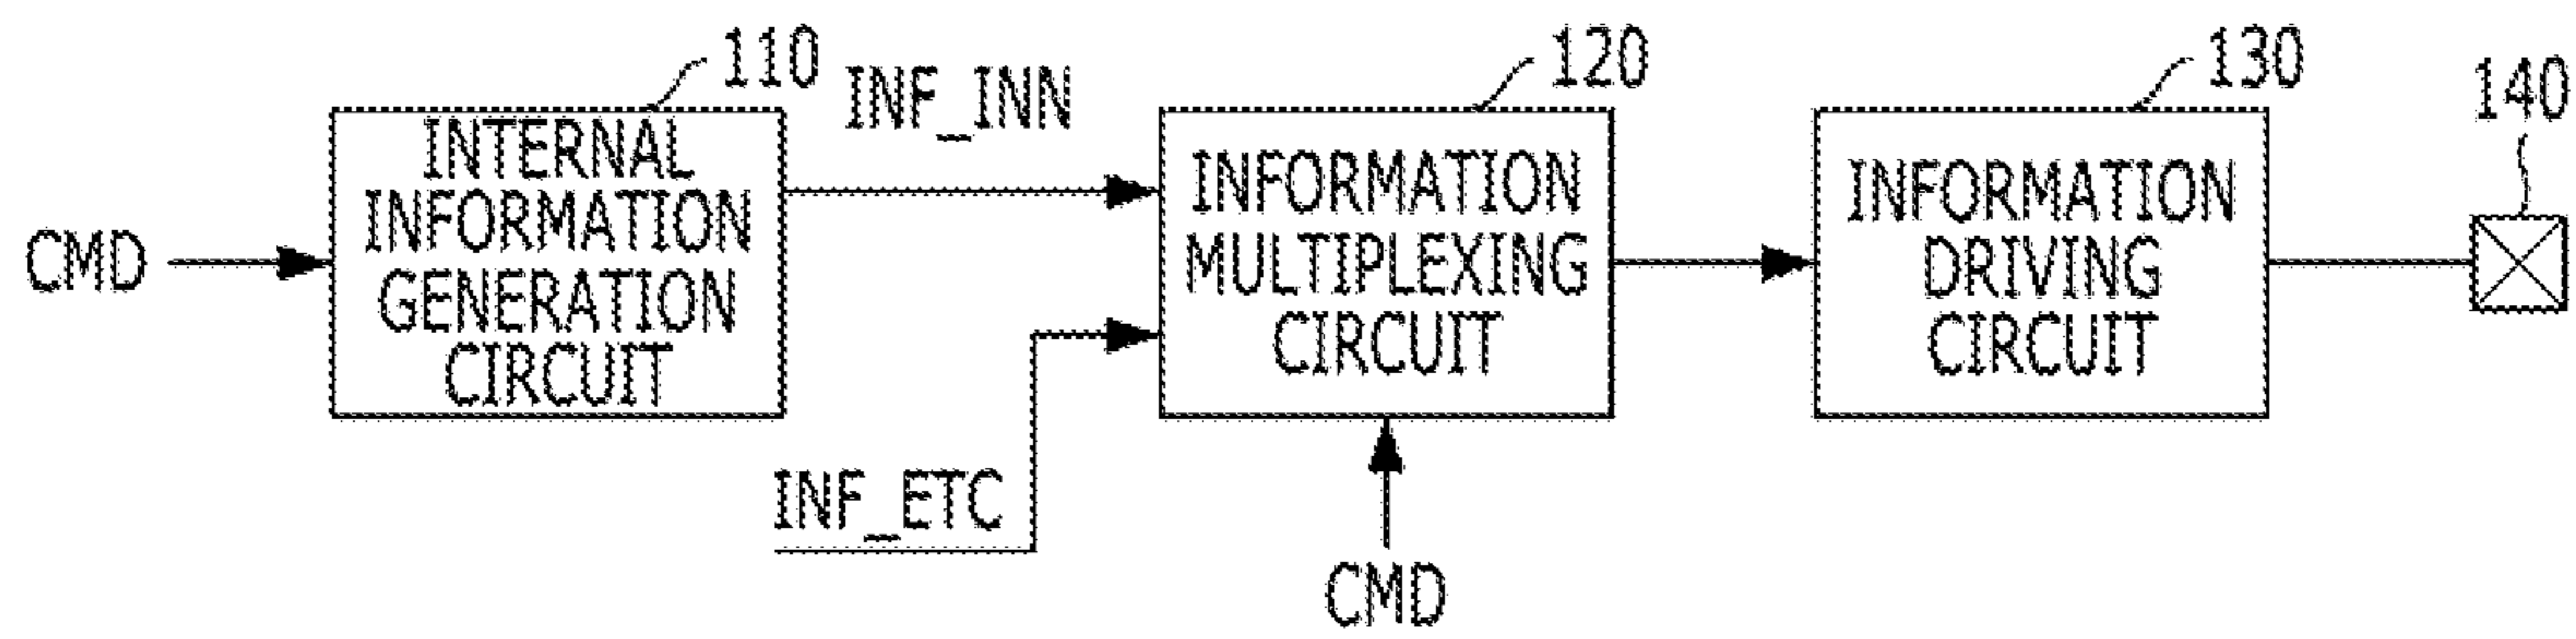 110
INF_INN
120
130
140
INTERNAL
INFORMATION
GENERATION
CIRCUIT
INFORMATION
MULTIPLEXING
CIRCUIT
INFORMATION
DRIVING
CIRCUIT
CMD
INF_ETC
CMD